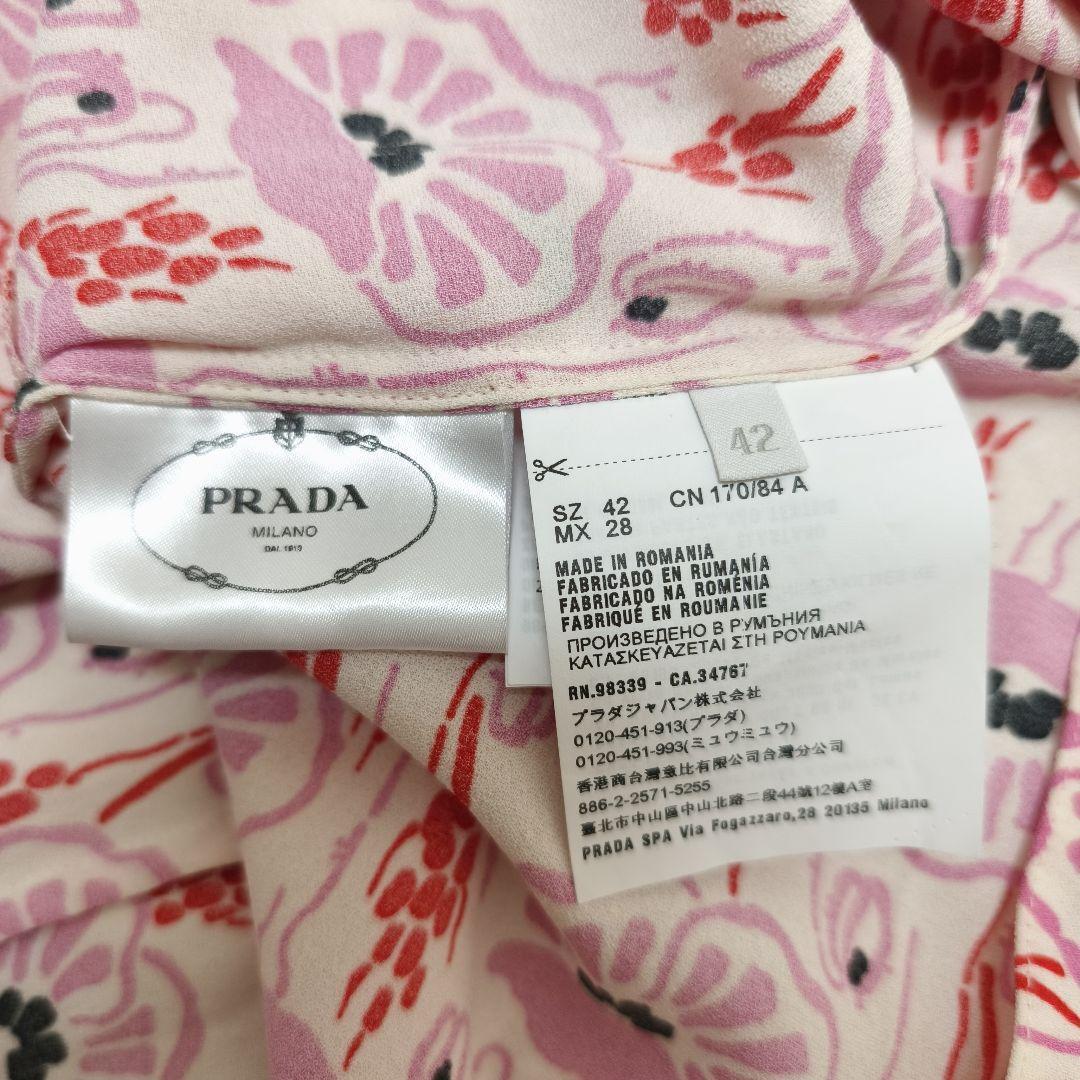 PRADA
MILANO
DAL 1913
42
SZ 42 CN 170/84 A
MX 28
MADE IN ROMANIA
FABRICADO EN RUMANÍA
FABRICADO NA ROMÉNIA
FABRIQUÉ EN ROUMANIE
ПРОИЗВЕДЕНО В РУМЪНИЯ
ΚΑΤΑΣΚΕΥΑΖΕΤΑΙ ΣΤΗ ΡΟΥΜΑΝΙΑ
RN.98339 - CA.34767
プラダジャパン株式会社
0120-451-913(プラダ)
0120-451-993(ミュウミュウ)
香港商台灣意比有限公司台灣分公司
886-2-2571-5255
臺北市中山區中山北路二段44號12樓A室
PRADA SPA Via Fogazzaro,28 20135 Milano